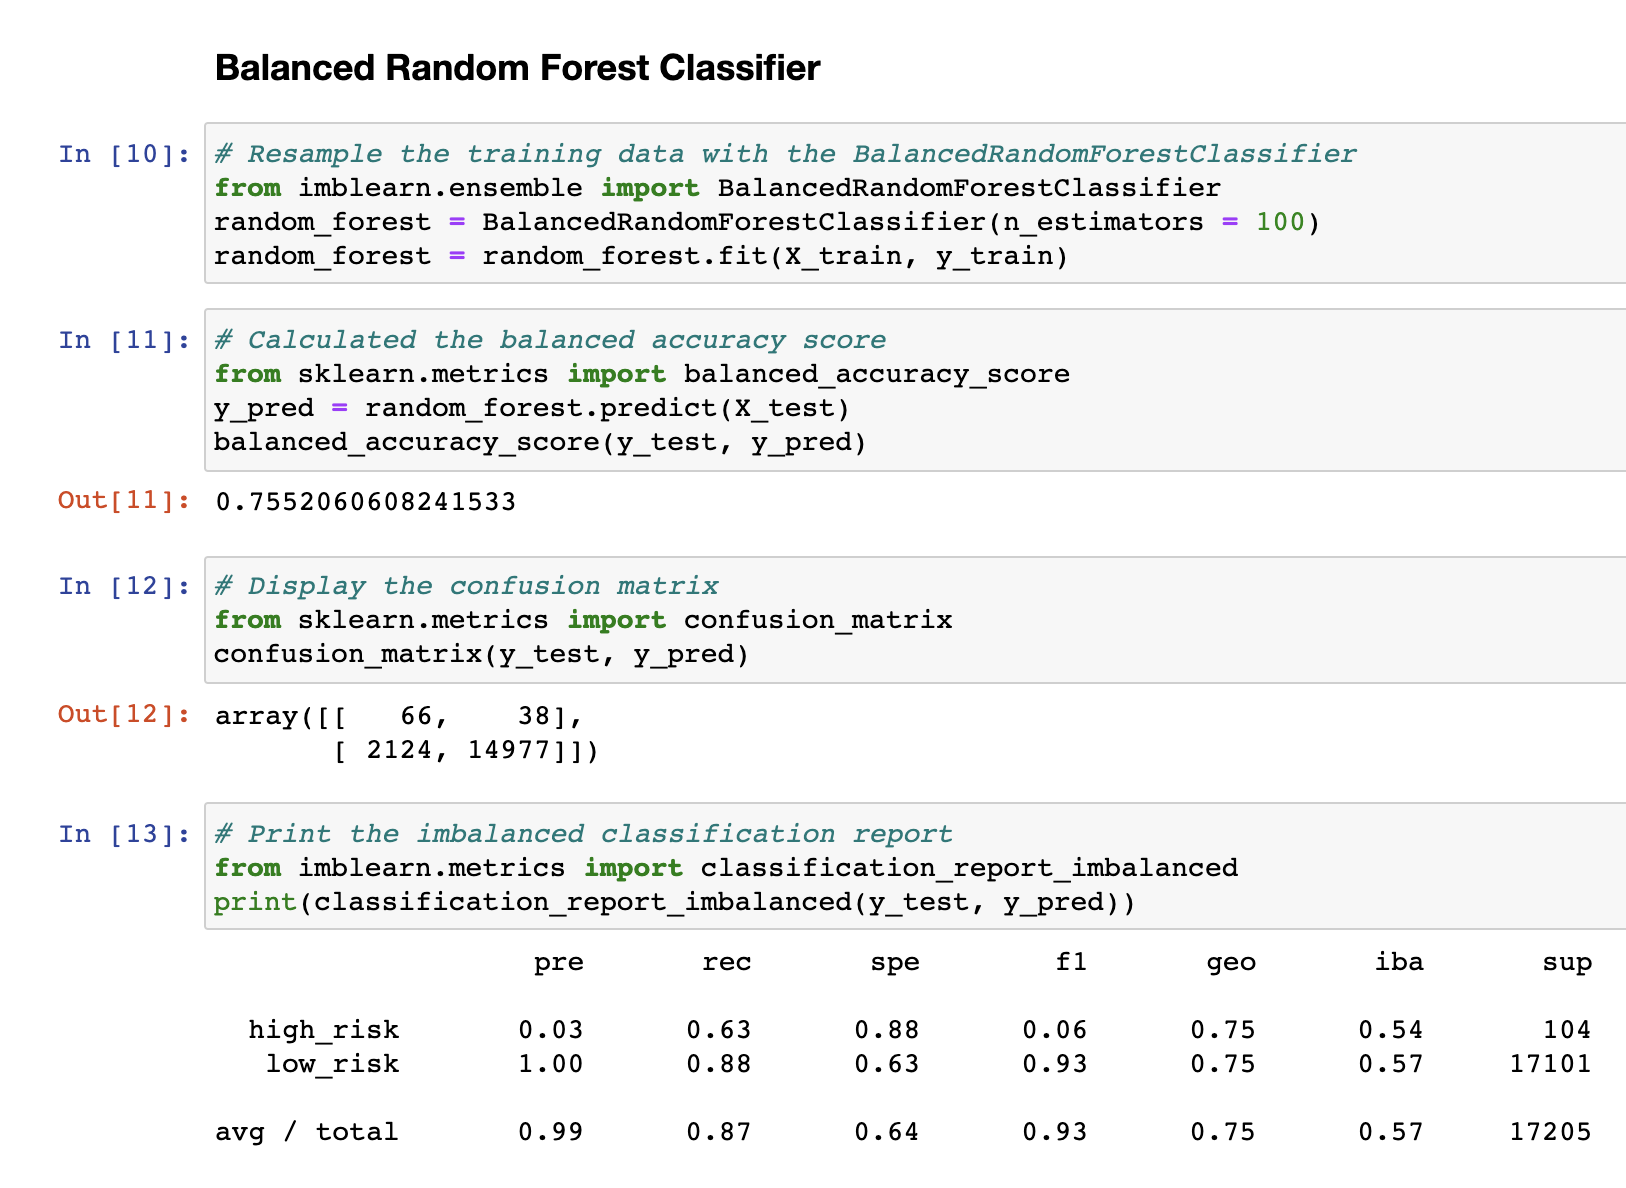 Balanced Random Forest Classifier
In [10]: # Resample the training data with the BalancedRandomForestClassifier
from imblearn.ensemble import BalancedRandomForestClassifier
random_forest = BalancedRandomForestClassifier(n_estimators = 100)
random_forest = random_forest.fit(X_train, y_train)
In [11]: # Calculated the balanced accuracy score
from sklearn.metrics import balanced_accuracy_score
y_pred = random_forest.predict(X_test)
balanced_accuracy_score(y_test, y_pred)
Out[11]: 0.7552060608241533
In [12]: # Display the confusion matrix
from sklearn.metrics import confusion_matrix
confusion_matrix(y_test, y_pred)
Out[12]: array([[   66,    38],
       [ 2124, 14977]])
In [13]: # Print the imbalanced classification report
from imblearn.metrics import classification_report_imbalanced
print(classification_report_imbalanced(y_test, y_pred))
                   pre       rec       spe        f1       geo       iba       sup
  high_risk       0.03      0.63      0.88      0.06      0.75      0.54       104
   low_risk       1.00      0.88      0.63      0.93      0.75      0.57     17101
avg / total       0.99      0.87      0.64      0.93      0.75      0.57     17205